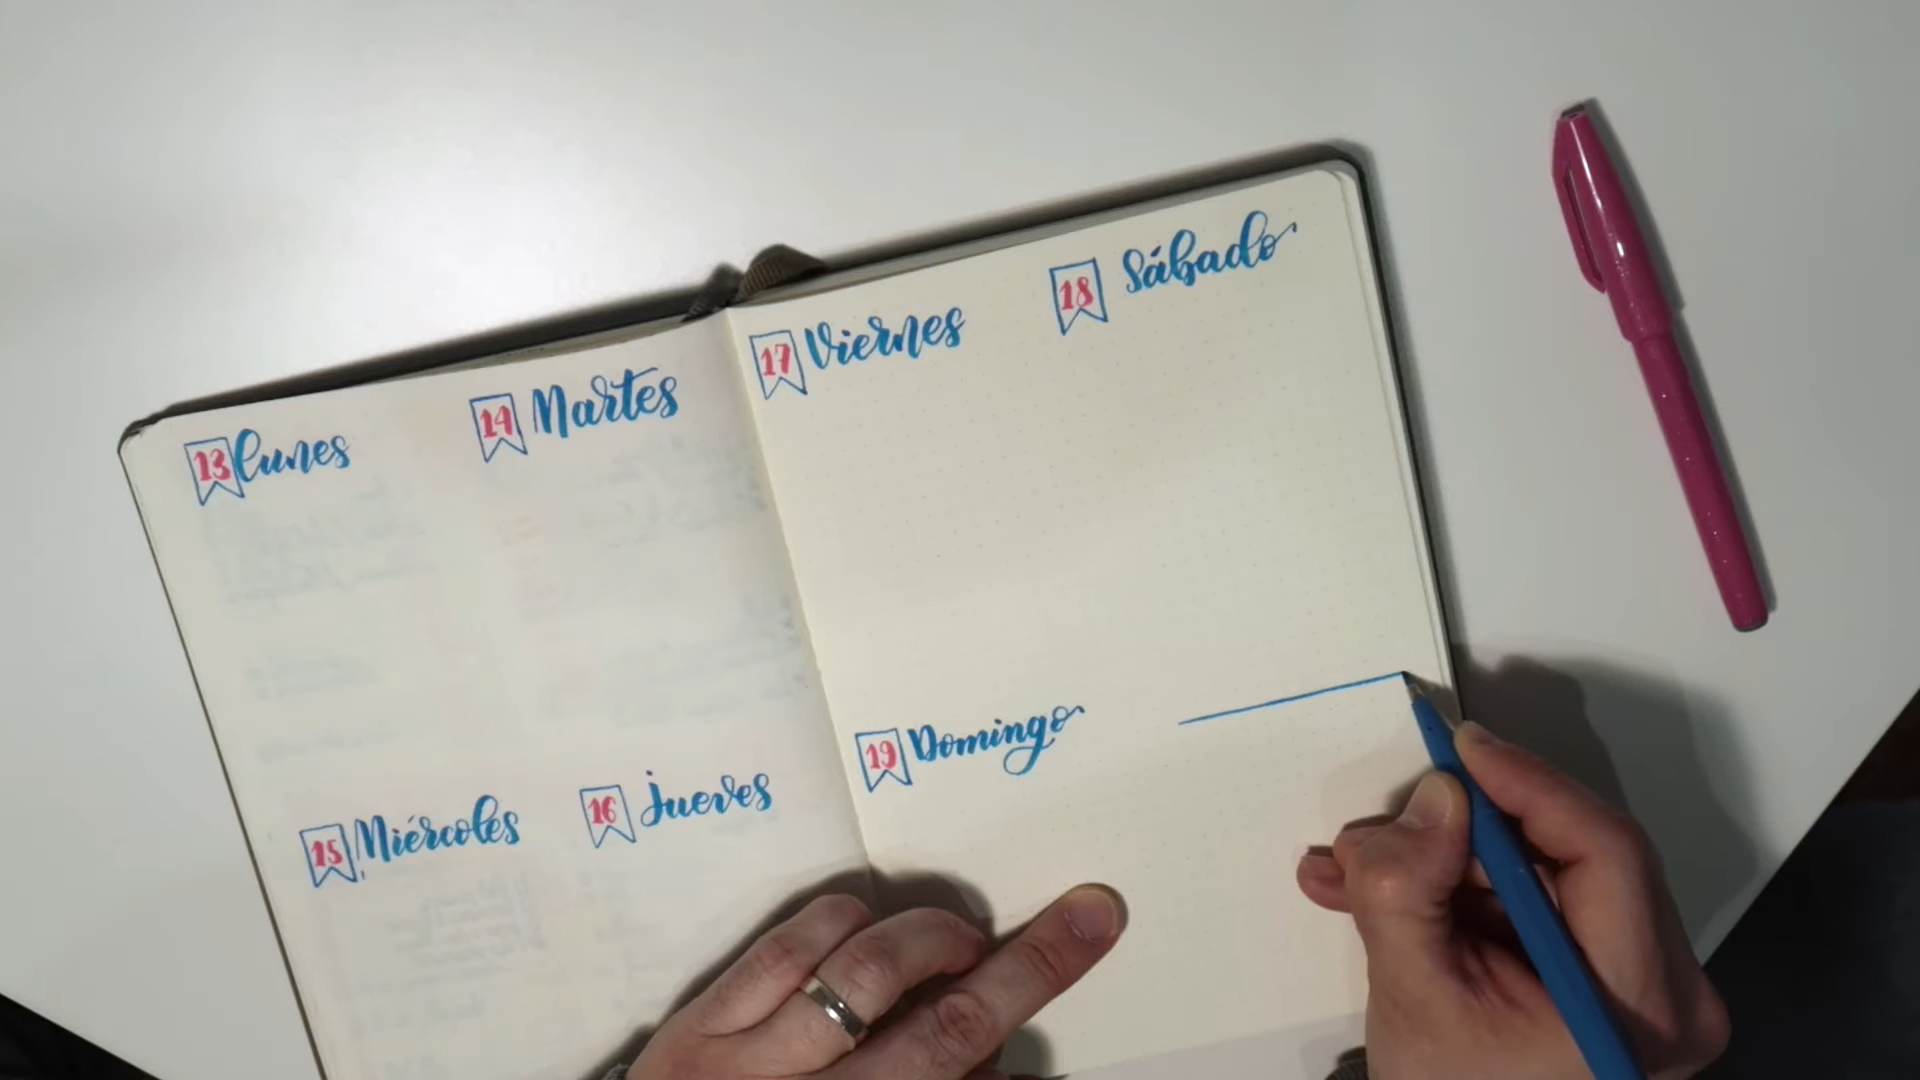 13 Lunes
14 Martes
15 Miércoles
16 Jueves
17 Viernes
18 Sábado
19 Domingo